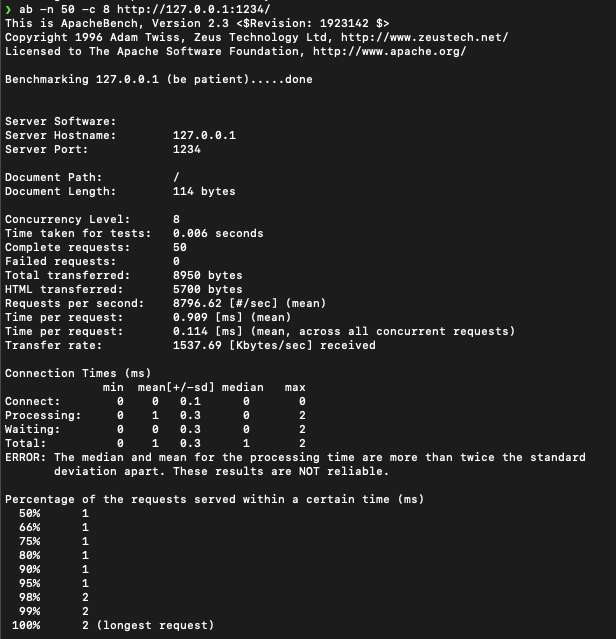 ❯ ab -n 50 -c 8 http://127.0.0.1:1234/
This is ApacheBench, Version 2.3 <$Revision: 1923142 $>
Copyright 1996 Adam Twiss, Zeus Technology Ltd, http://www.zeustech.net/
Licensed to The Apache Software Foundation, http://www.apache.org/

Benchmarking 127.0.0.1 (be patient).....done


Server Software:
Server Hostname:        127.0.0.1
Server Port:            1234

Document Path:          /
Document Length:        114 bytes

Concurrency Level:      8
Time taken for tests:   0.006 seconds
Complete requests:      50
Failed requests:        0
Total transferred:      8950 bytes
HTML transferred:       5700 bytes
Requests per second:    8796.62 [#/sec] (mean)
Time per request:       0.909 [ms] (mean)
Time per request:       0.114 [ms] (mean, across all concurrent requests)
Transfer rate:          1537.69 [Kbytes/sec] received

Connection Times (ms)
              min  mean[+/-sd] median   max
Connect:        0    0   0.1      0       0
Processing:     0    1   0.3      0       2
Waiting:        0    0   0.3      0       2
Total:          0    1   0.3      1       2
ERROR: The median and mean for the processing time are more than twice the standard
       deviation apart. These results are NOT reliable.

Percentage of the requests served within a certain time (ms)
  50%      1
  66%      1
  75%      1
  80%      1
  90%      1
  95%      1
  98%      2
  99%      2
 100%      2 (longest request)